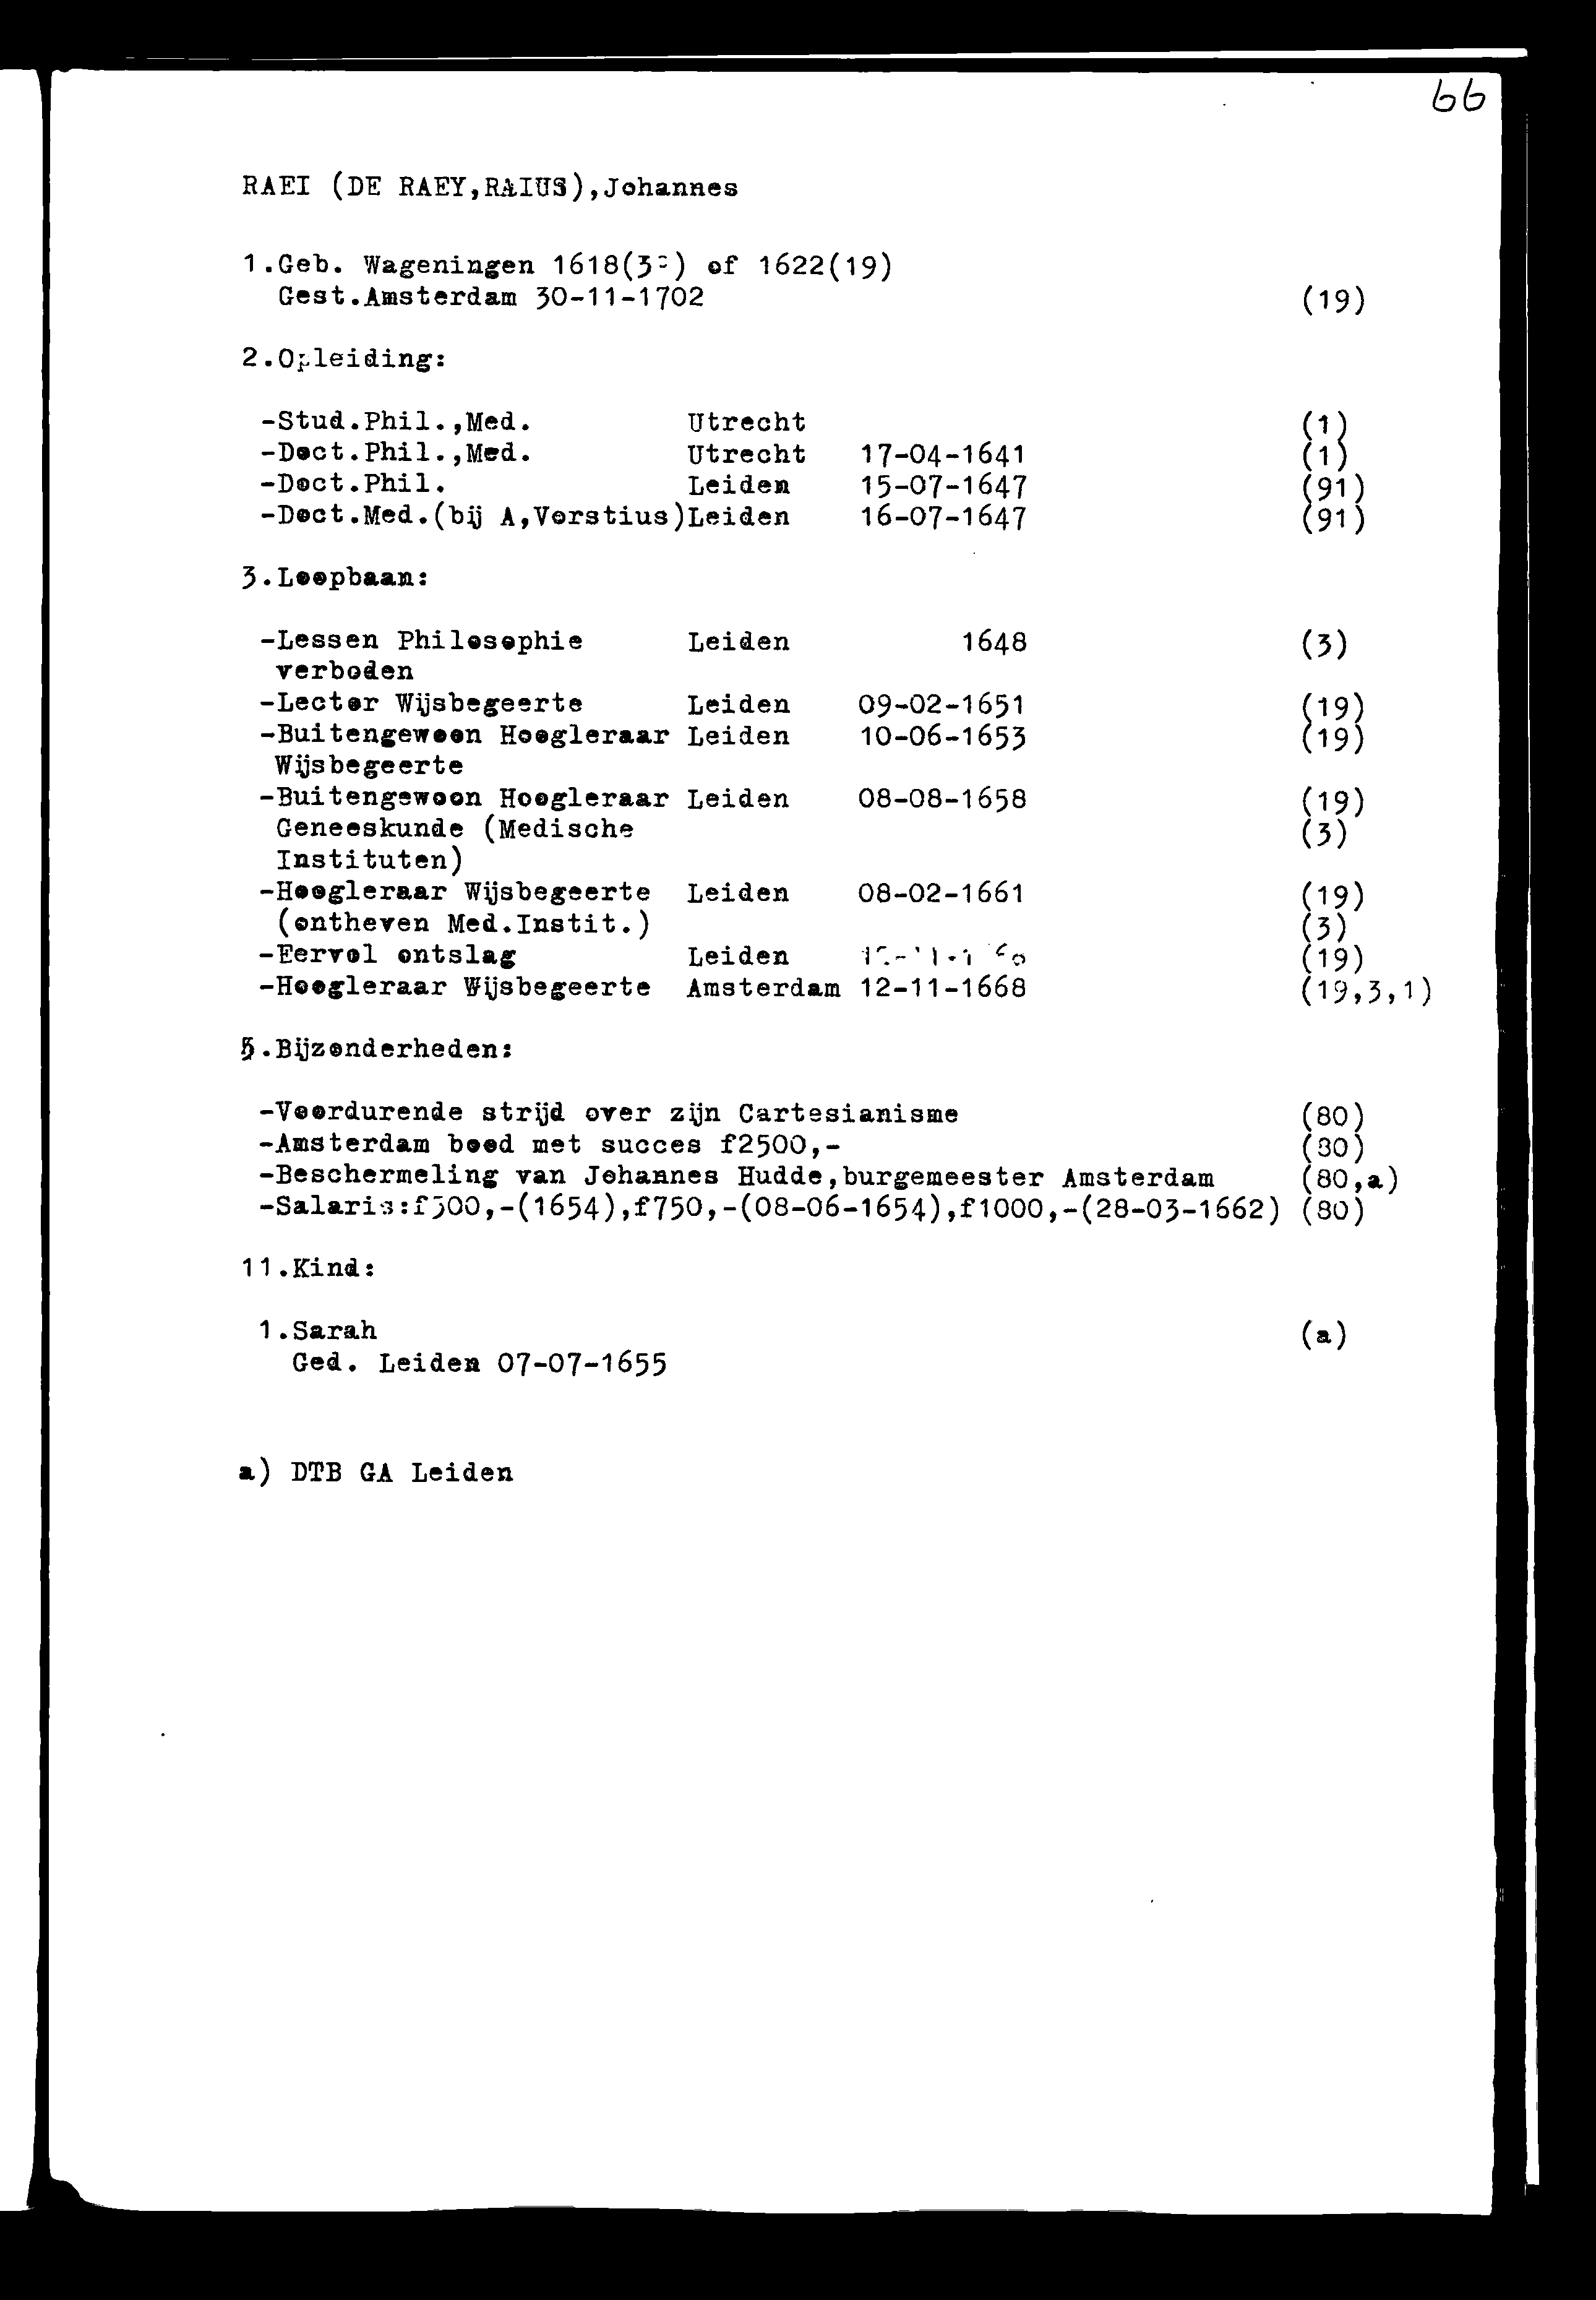 66
RAEI (DE RAEY,RAIUS),Johannes
1.Geb. Wageningen 1618 of 1622(19)
Gest.Amsterdam 30-11-1702 (19)
2.Opleiding:
-Stud.Phil.,Med. Utrecht (1)
-Doct.Phil.,Med. Utrecht 17-04-1641 (1)
-Doct.Phil. Leiden 15-07-1647 (91)
-Doct.Med.(bij A,Vorstius)Leiden 16-07-1647 (91)
3.Loopbaan:
-Lessen Philosophie Leiden 1648 (3)
verboden
-Lector Wijsbegeerte Leiden 09-02-1651 (19)
-Buitengewoon Hoogleraar Leiden 10-06-1653 (19)
Wijsbegeerte
-Buitengewoon Hoogleraar Leiden 08-08-1658 (19)
Geneeskunde (Medische (3)
Instituten)
-Hoogleraar Wijsbegeerte Leiden 08-02-1661 (19)
(ontheven Med.Instit.) (3)
-Eervol ontslag Leiden (19)
-Hoogleraar Wijsbegeerte Amsterdam 12-11-1668 (19,3,1)
5.Bijzonderheden:
-Voordurende strijd over zijn Cartesianisme (80)
-Amsterdam bood met succes f2500,- (80)
-Beschermeling van Johannes Hudde,burgemeester Amsterdam (80,a)
-Salaris: (1654),f750,-(08-06-1654),f1000,-(28-03-1662) (80)
11.Kind:
1.Sarah (a)
Ged. Leiden 07-07-1655
a) DTB GA Leiden